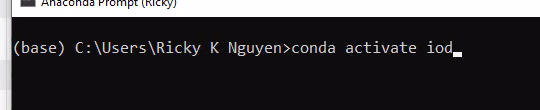 Anaconda Prompt (Ricky)
(base) C:\Users\Ricky K Nguyen>conda activate iod